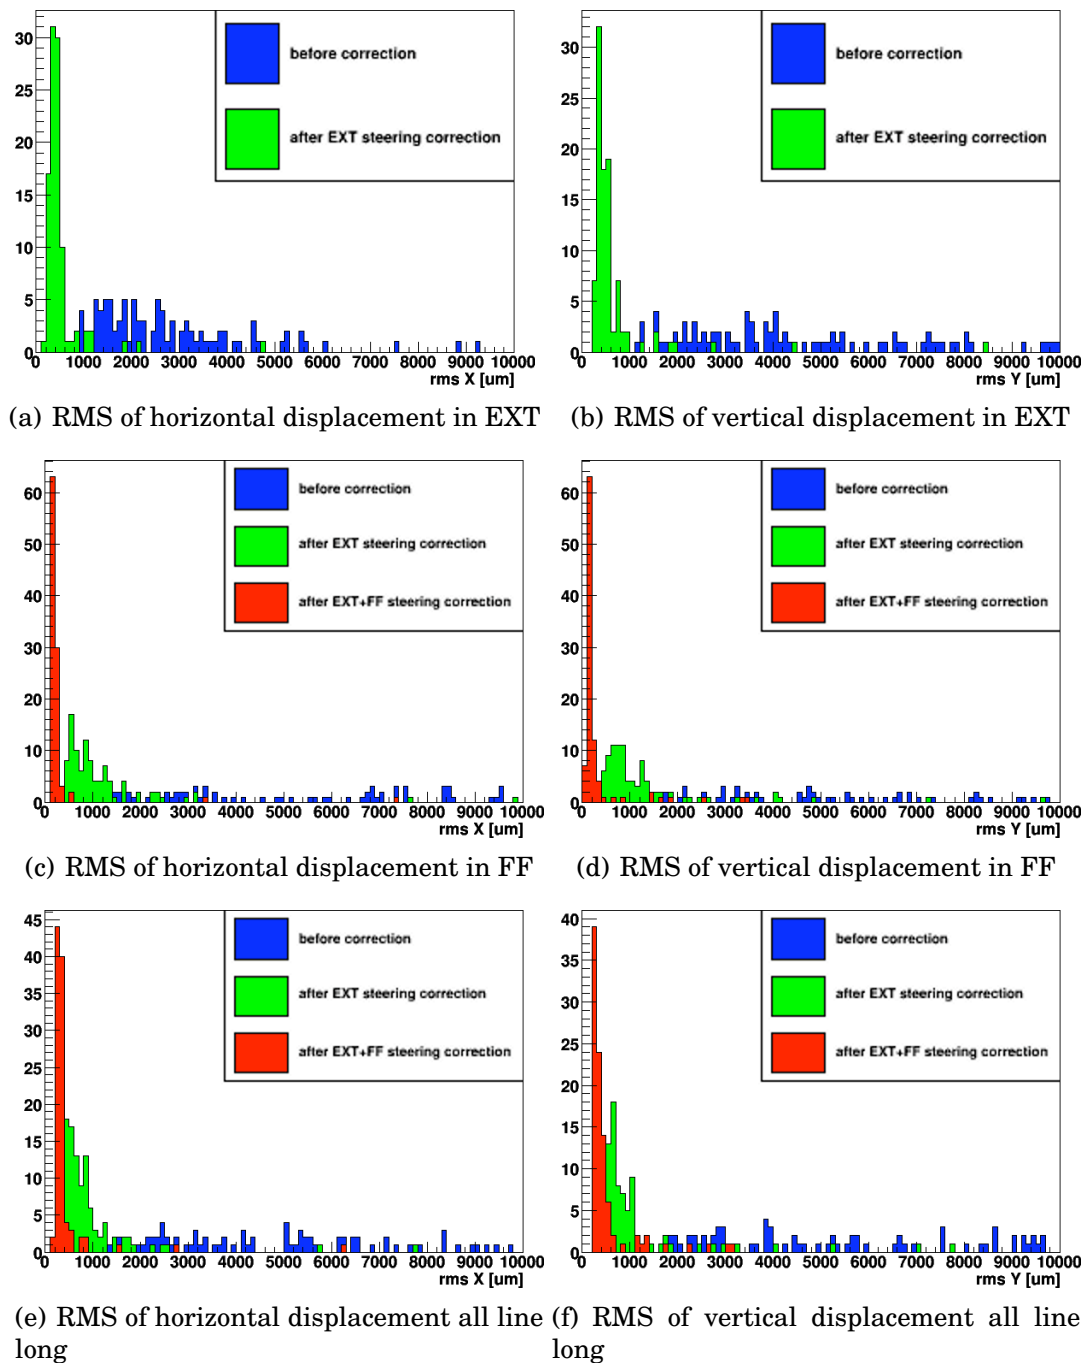 30
25
20
15
10
5
0
before correction
after EXT steering correction
0 1000 2000 3000 4000 5000 6000 7000 8000 9000 10000
rms X [um]
(a) RMS of horizontal displacement in EXT
30
25
20
15
10
5
0
before correction
after EXT steering correction
0 1000 2000 3000 4000 5000 6000 7000 8000 9000 10000
rms Y [um]
(b) RMS of vertical displacement in EXT
60
50
40
30
20
10
0
before correction
after EXT steering correction
after EXT+FF steering correction
0 1000 2000 3000 4000 5000 6000 7000 8000 9000 10000
rms X [um]
(c) RMS of horizontal displacement in FF
60
50
40
30
20
10
0
before correction
after EXT steering correction
after EXT+FF steering correction
0 1000 2000 3000 4000 5000 6000 7000 8000 9000 10000
rms Y [um]
(d) RMS of vertical displacement in FF
45
40
35
30
25
20
15
10
5
0
before correction
after EXT steering correction
after EXT+FF steering correction
0 1000 2000 3000 4000 5000 6000 7000 8000 9000 10000
rms X [um]
(e) RMS of horizontal displacement all line
long
40
35
30
25
20
15
10
5
0
before correction
after EXT steering correction
after EXT+FF steering correction
0 1000 2000 3000 4000 5000 6000 7000 8000 9000 10000
rms Y [um]
(f) RMS of vertical displacement all line
long